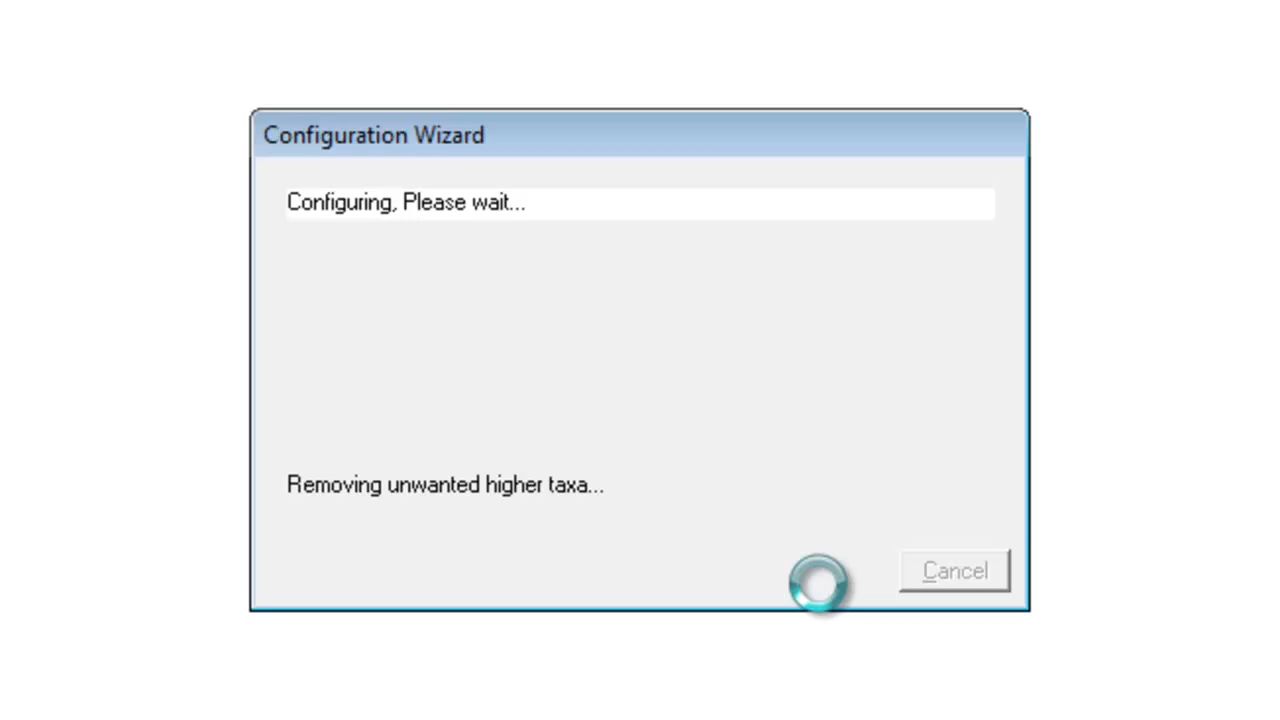 Configuration Wizard
Configuring, Please wait...
Removing unwanted higher taxa...
Cancel